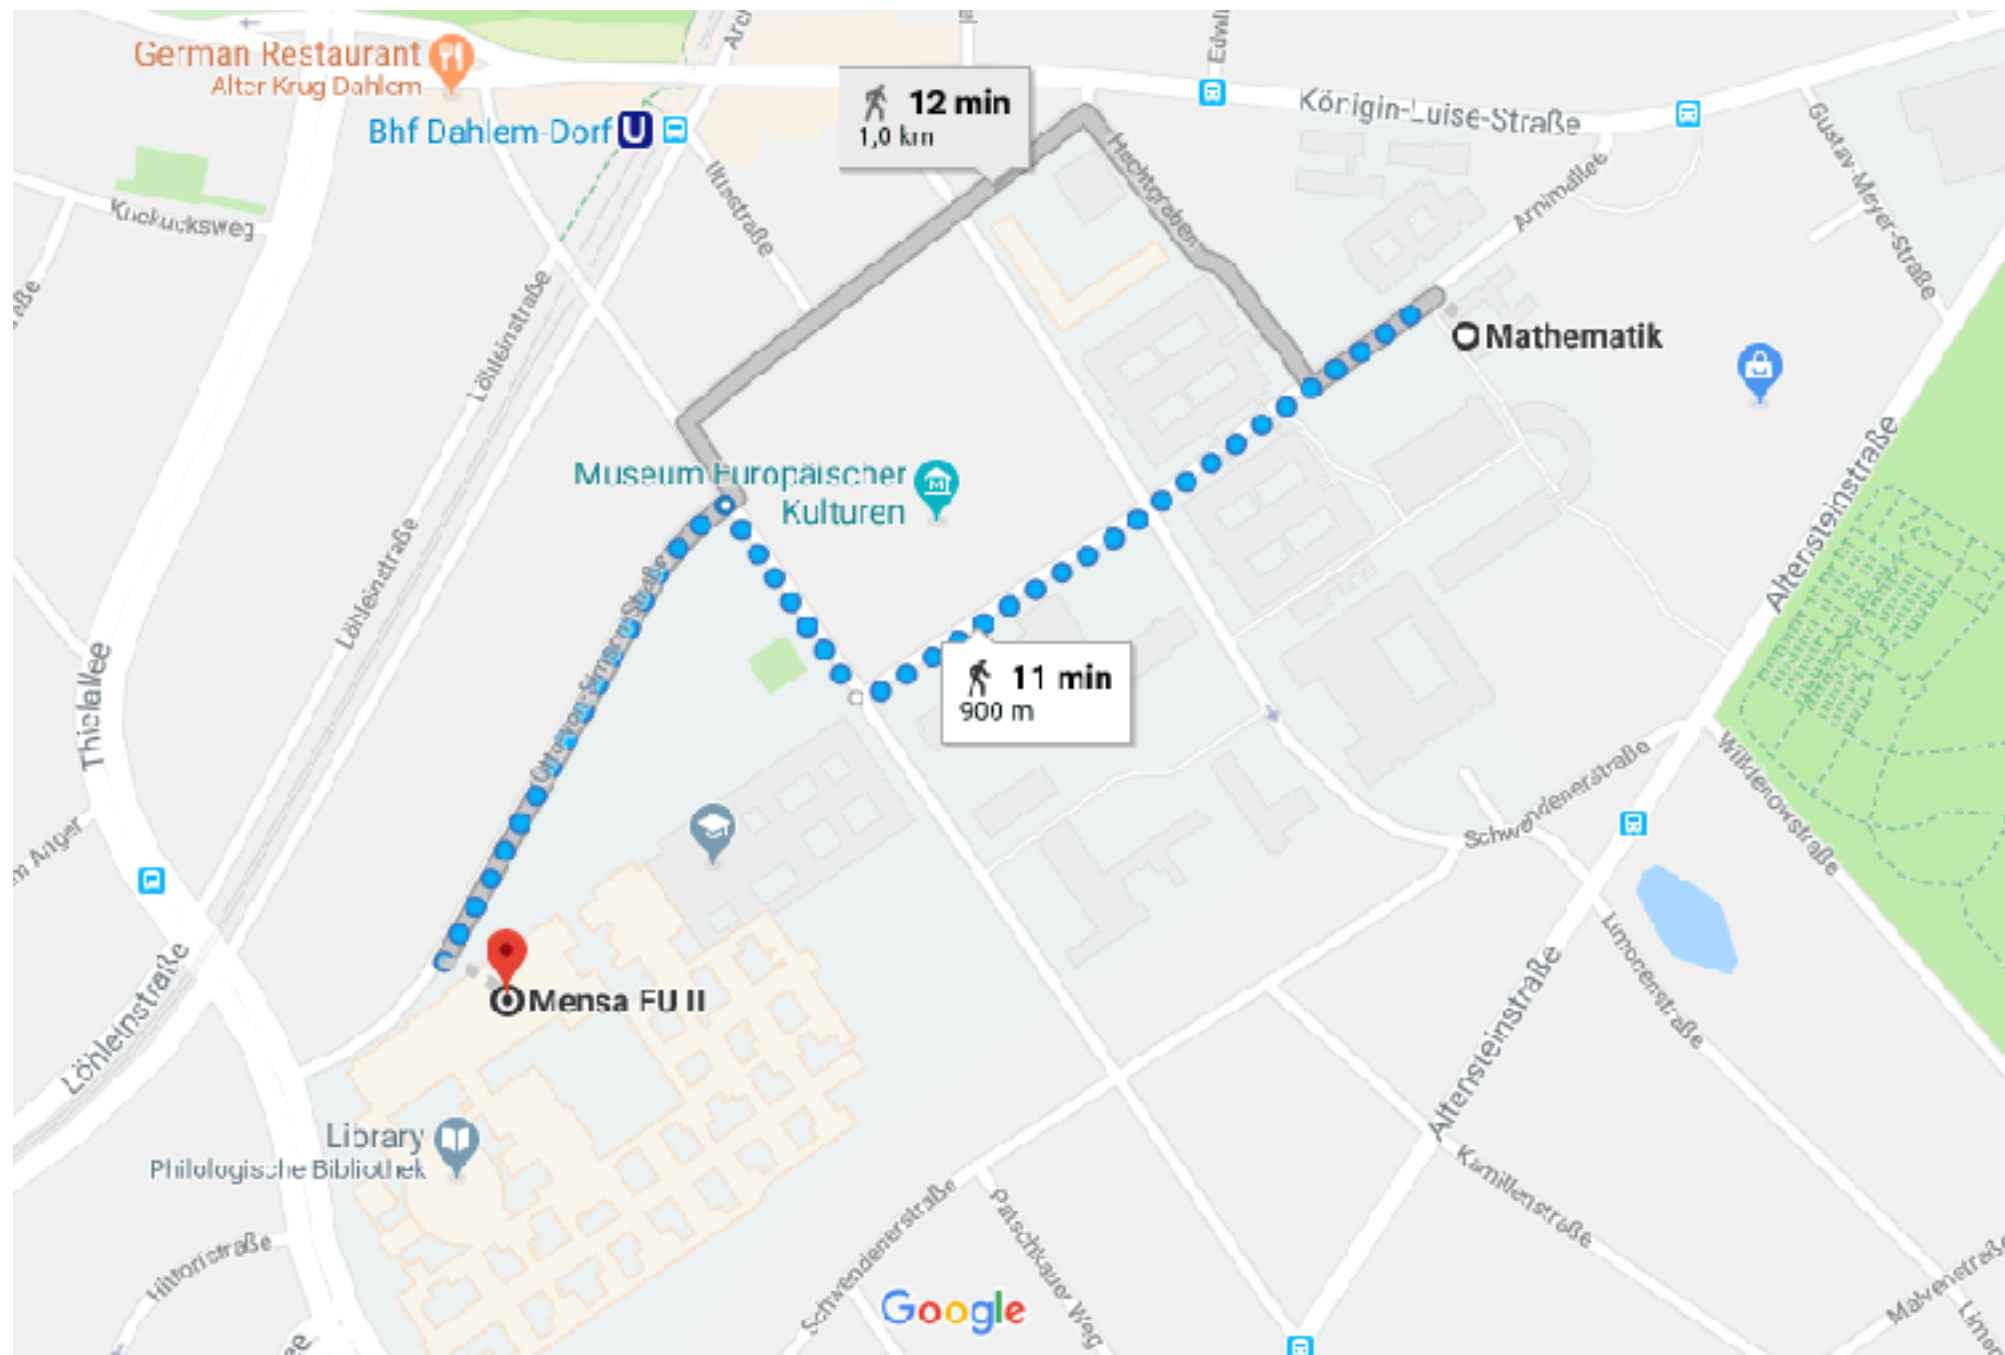 German Restaurant
Alter Krug Dahlem
Bhf Dahlem-Dorf
U
12 min
1,0 km
Königin-Luise-Straße
Iltisstraße
Hechtgraben
Arnimallee
Gustav-Meyer-Straße
Kuckucksweg
Löhleinstraße
Mathematik
Museum Europäischer
Kulturen
M
Altensteinstraße
Löhleinstraße
11 min
900 m
Thielallee
Schwendenerstraße
Wildenowstraße
Limonenstraße
Mensa FU II
Löhleinstraße
Altensteinstraße
Library
Philologische Bibliothek
Kamillenstraße
Schwendenerstraße
Patschkauer Weg
Hittorfstraße
Malvenstraße
Google